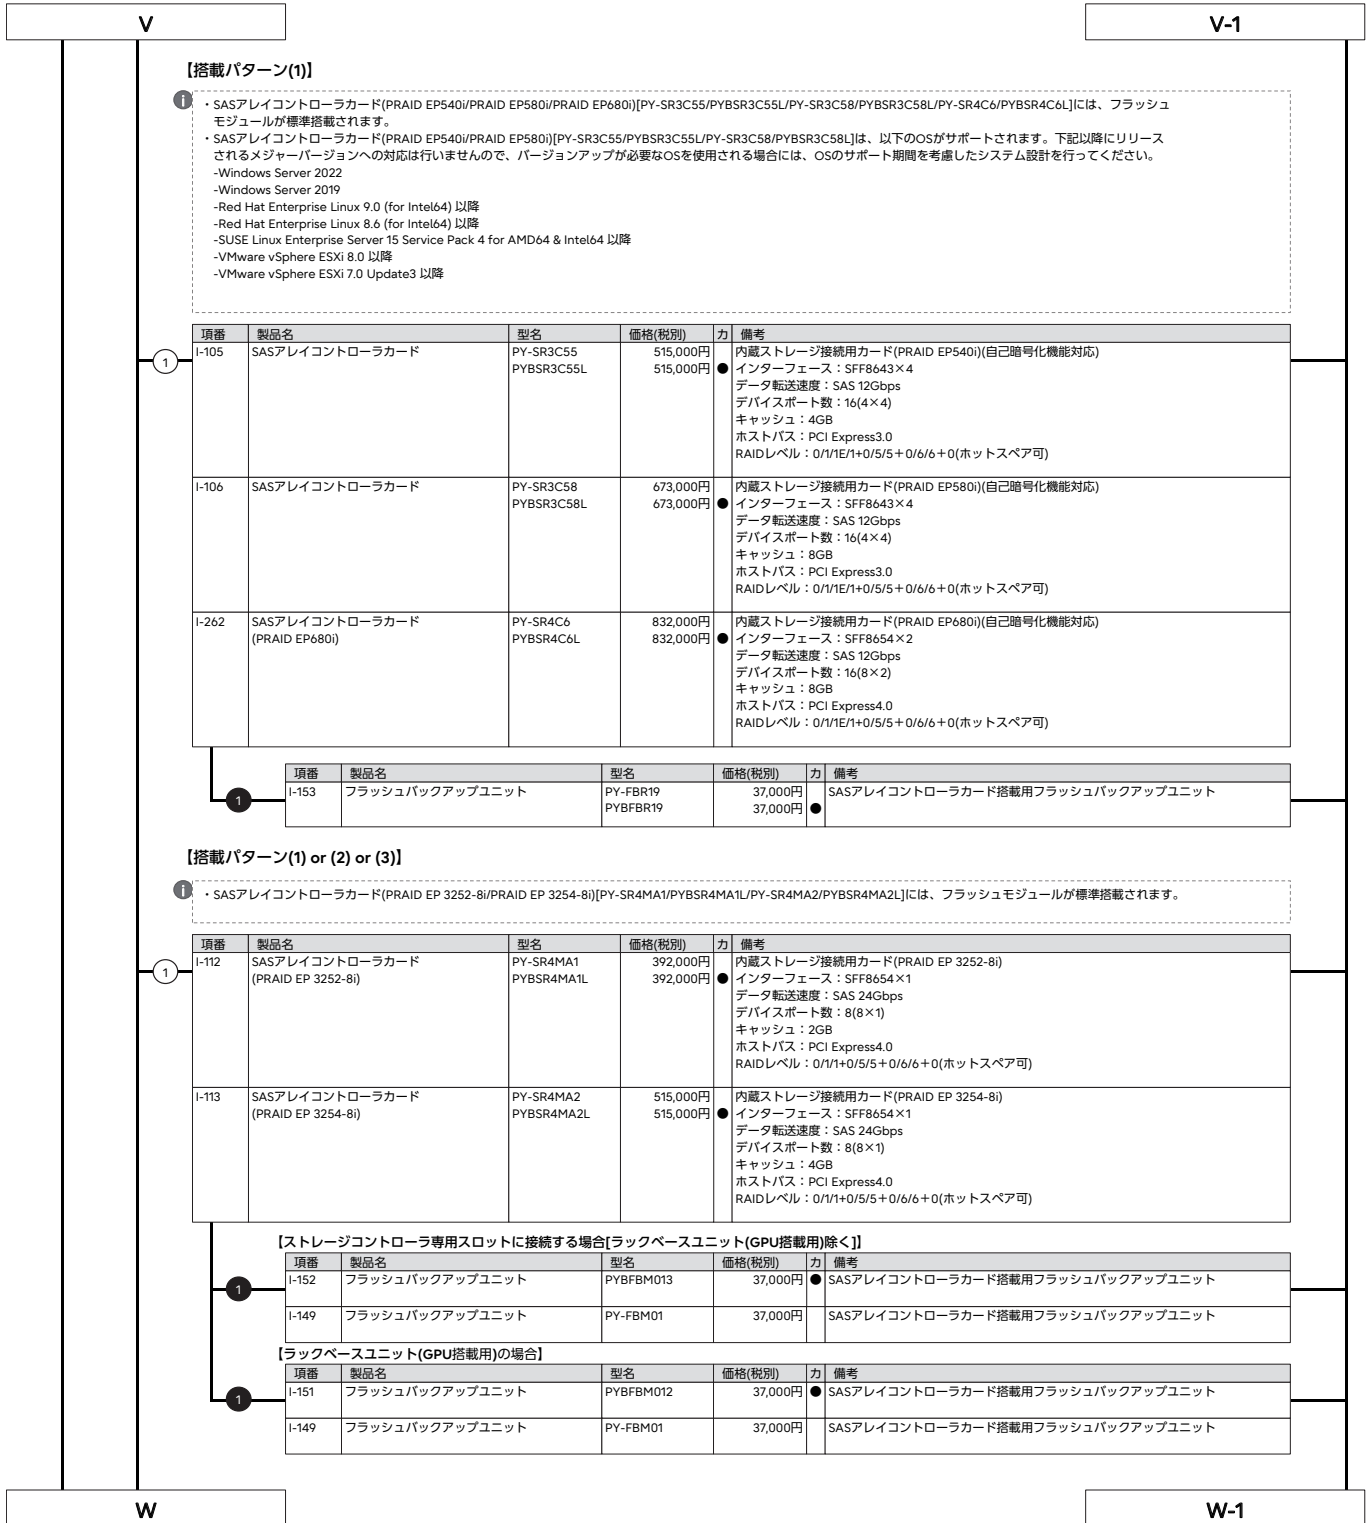 V
V-1
【搭載パターン(1)】
・SASアレイコントローラカード(PRAID EP540i/PRAID EP580i/PRAID EP680i)[PY-SR3C55/PYBSR3C55L/PY-SR3C58/PYBSR3C58L/PY-SR4C6/PYBSR4C6L]には、フラッシュ
モジュールが標準搭載されます。
・SASアレイコントローラカード(PRAID EP540i/PRAID EP580i)[PY-SR3C55/PYBSR3C55L/PY-SR3C58/PYBSR3C58L]は、以下のOSがサポートされます。下記以降にリリース
されるメジャーバージョンへの対応は行いませんので、バージョンアップが必要なOSを使用される場合には、OSのサポート期間を考慮したシステム設計を行ってください。
-Windows Server 2022
-Windows Server 2019
-Red Hat Enterprise Linux 9.0 (for Intel64) 以降
-Red Hat Enterprise Linux 8.6 (for Intel64) 以降
-SUSE Linux Enterprise Server 15 Service Pack 4 for AMD64 & Intel64 以降
-VMware vSphere ESXi 8.0 以降
-VMware vSphere ESXi 7.0 Update3 以降
項番 製品名 型名 価格(税別) カ 備考
1
I-105 SASアレイコントローラカード PY-SR3C55 515,000円 内蔵ストレージ接続用カード(PRAID EP540i)(自己暗号化機能対応)
PYBSR3C55L 515,000円 ● インターフェース：SFF8643×4
データ転送速度：SAS 12Gbps
デバイスポート数：16(4×4)
キャッシュ：4GB
ホストバス：PCI Express3.0
RAIDレベル：0/1/1E/1+0/5/5＋0/6/6＋0(ホットスペア可)
I-106 SASアレイコントローラカード PY-SR3C58 673,000円 内蔵ストレージ接続用カード(PRAID EP580i)(自己暗号化機能対応)
PYBSR3C58L 673,000円 ● インターフェース：SFF8643×4
データ転送速度：SAS 12Gbps
デバイスポート数：16(4×4)
キャッシュ：8GB
ホストバス：PCI Express3.0
RAIDレベル：0/1/1E/1+0/5/5＋0/6/6＋0(ホットスペア可)
I-262 SASアレイコントローラカード PY-SR4C6 832,000円 内蔵ストレージ接続用カード(PRAID EP680i)(自己暗号化機能対応)
(PRAID EP680i) PYBSR4C6L 832,000円 ● インターフェース：SFF8654×2
データ転送速度：SAS 12Gbps
デバイスポート数：16(8×2)
キャッシュ：8GB
ホストバス：PCI Express4.0
RAIDレベル：0/1/1E/1+0/5/5＋0/6/6＋0(ホットスペア可)
項番 製品名 型名 価格(税別) カ 備考
1
I-153 フラッシュバックアップユニット PY-FBR19 37,000円 SASアレイコントローラカード搭載用フラッシュバックアップユニット
PYBFBR19 37,000円 ●
【搭載パターン(1) or (2) or (3)】
・SASアレイコントローラカード(PRAID EP 3252-8i/PRAID EP 3254-8i)[PY-SR4MA1/PYBSR4MA1L/PY-SR4MA2/PYBSR4MA2L]には、フラッシュモジュールが標準搭載されます。
項番 製品名 型名 価格(税別) カ 備考
1
I-112 SASアレイコントローラカード PY-SR4MA1 392,000円 内蔵ストレージ接続用カード(PRAID EP 3252-8i)
(PRAID EP 3252-8i) PYBSR4MA1L 392,000円 ● インターフェース：SFF8654×1
データ転送速度：SAS 24Gbps
デバイスポート数：8(8×1)
キャッシュ：2GB
ホストバス：PCI Express4.0
RAIDレベル：0/1/1+0/5/5＋0/6/6＋0(ホットスペア可)
I-113 SASアレイコントローラカード PY-SR4MA2 515,000円 内蔵ストレージ接続用カード(PRAID EP 3254-8i)
(PRAID EP 3254-8i) PYBSR4MA2L 515,000円 ● インターフェース：SFF8654×1
データ転送速度：SAS 24Gbps
デバイスポート数：8(8×1)
キャッシュ：4GB
ホストバス：PCI Express4.0
RAIDレベル：0/1/1+0/5/5＋0/6/6＋0(ホットスペア可)
【ストレージコントローラ専用スロットに接続する場合[ラックベースユニット(GPU搭載用)除く]】
項番 製品名 型名 価格(税別) カ 備考
1
I-152 フラッシュバックアップユニット PYBFBM013 37,000円 ● SASアレイコントローラカード搭載用フラッシュバックアップユニット
I-149 フラッシュバックアップユニット PY-FBM01 37,000円 SASアレイコントローラカード搭載用フラッシュバックアップユニット
【ラックベースユニット(GPU搭載用)の場合】
項番 製品名 型名 価格(税別) カ 備考
1
I-151 フラッシュバックアップユニット PYBFBM012 37,000円 ● SASアレイコントローラカード搭載用フラッシュバックアップユニット
I-149 フラッシュバックアップユニット PY-FBM01 37,000円 SASアレイコントローラカード搭載用フラッシュバックアップユニット
W
W-1